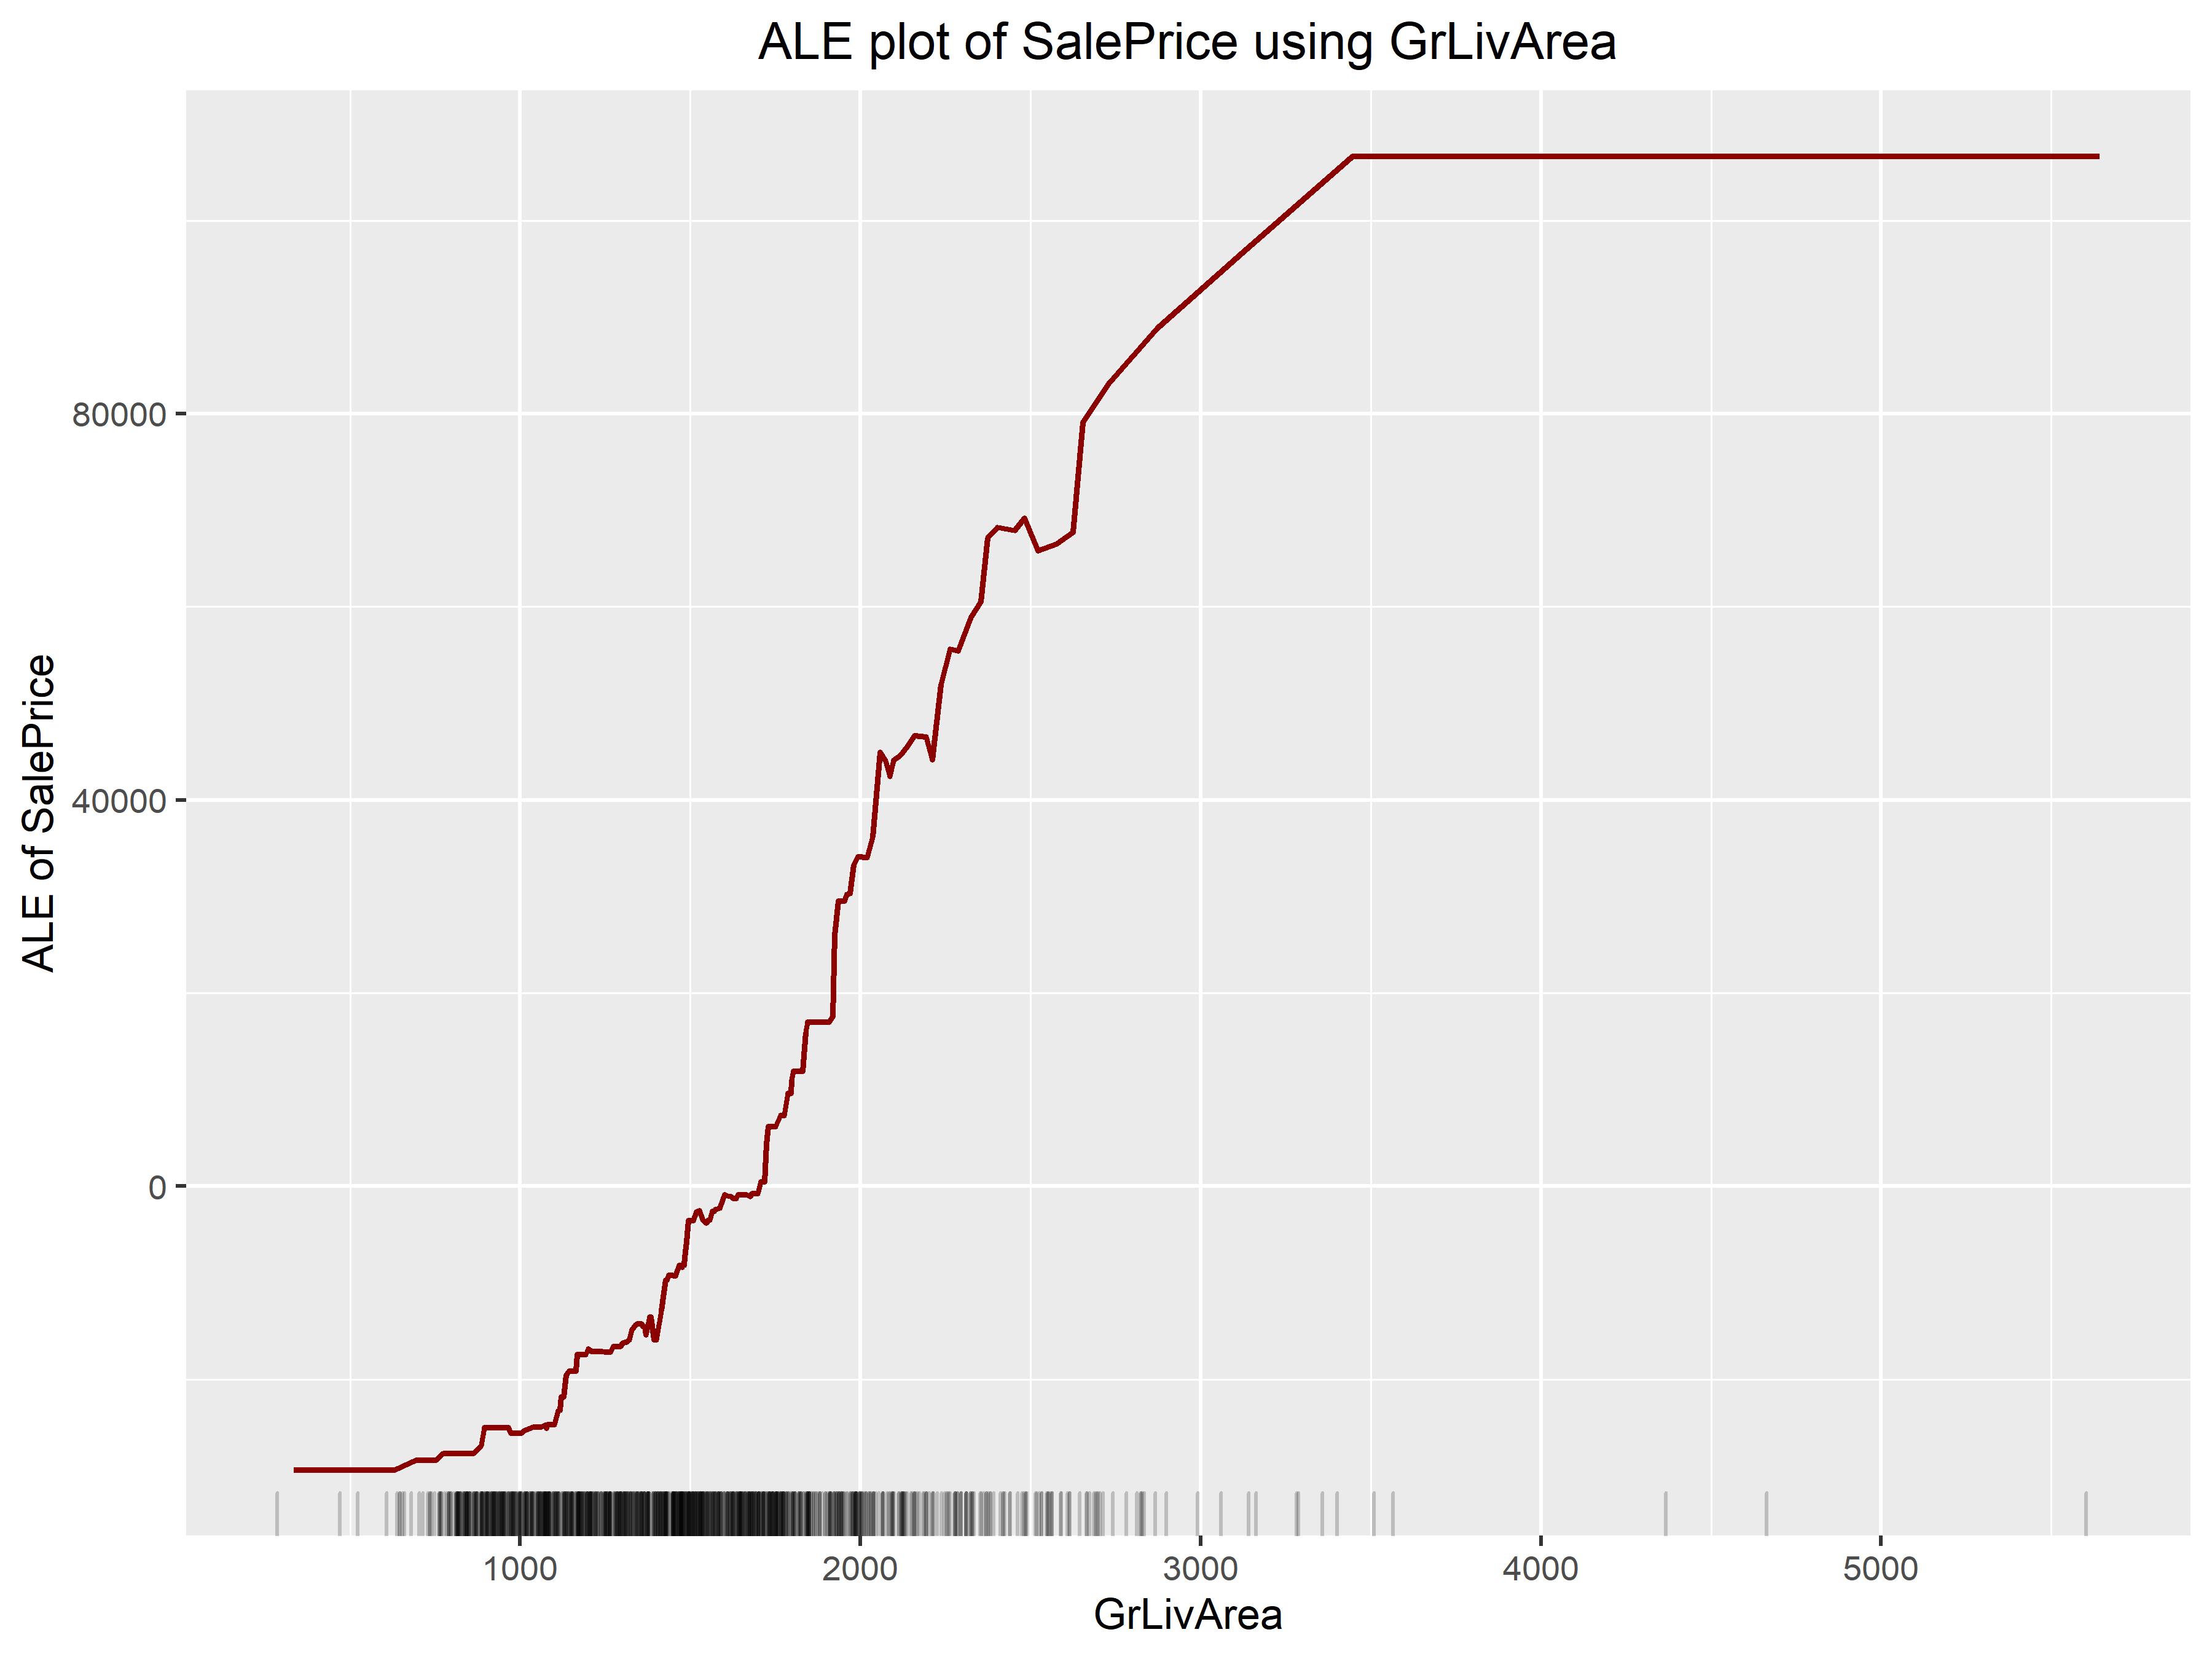 ALE plot of SalePrice using GrLivArea
ALE of SalePrice
80000
40000
0
1000 2000 3000 4000 5000
GrLivArea